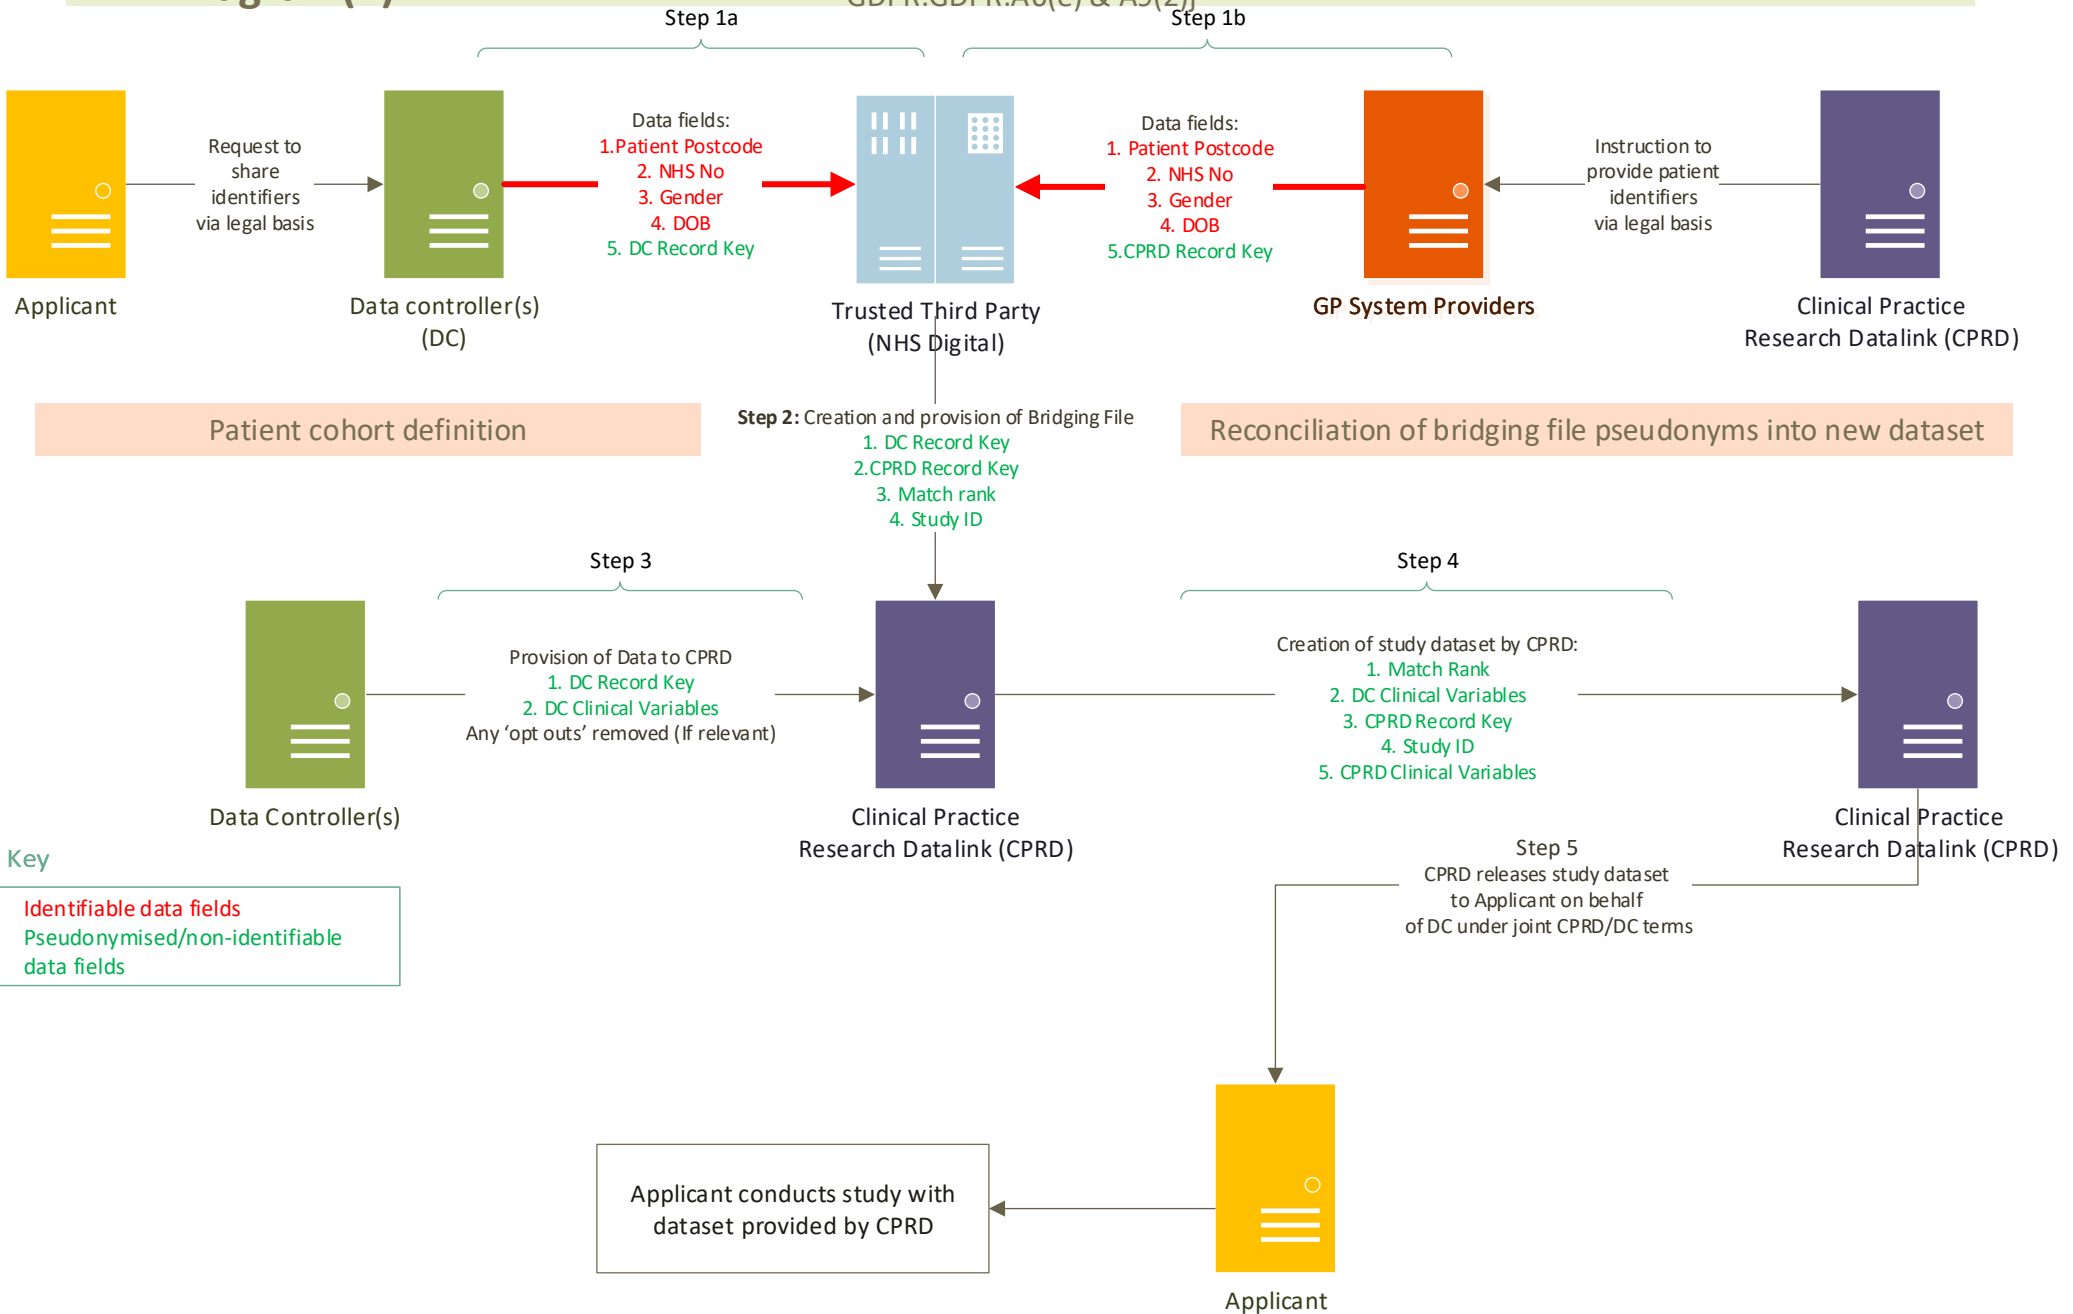 GDPR:GDPR:A6(e) & A9(2)j
Step 1a
Step 1b
Request to
share
identifiers
via legal basis
Data fields:
1.Patient Postcode
2. NHS No
3. Gender
4. DOB
5. DC Record Key
Data fields:
1. Patient Postcode
2. NHS No
3. Gender
4. DOB
5.CPRD Record Key
Instruction to
provide patient
identifiers
via legal basis
Applicant
Data controller(s)
(DC)
Trusted Third Party
(NHS Digital)
GP System Providers
Clinical Practice
Research Datalink (CPRD)
Patient cohort definition
Step 2: Creation and provision of Bridging File
1. DC Record Key
2.CPRD Record Key
3. Match rank
4. Study ID
Reconciliation of bridging file pseudonyms into new dataset
Step 3
Step 4
Provision of Data to CPRD
1. DC Record Key
2. DC Clinical Variables
Any ‘opt outs’ removed (If relevant)
Creation of study dataset by CPRD:
1. Match Rank
2. DC Clinical Variables
3. CPRD Record Key
4. Study ID
5. CPRD Clinical Variables
Data Controller(s)
Clinical Practice
Research Datalink (CPRD)
Clinical Practice
Research Datalink (CPRD)
Key
Identifiable data fields
Pseudonymised/non-identifiable
data fields
Step 5
CPRD releases study dataset
to Applicant on behalf
of DC under joint CPRD/DC terms
Applicant conducts study with
dataset provided by CPRD
Applicant